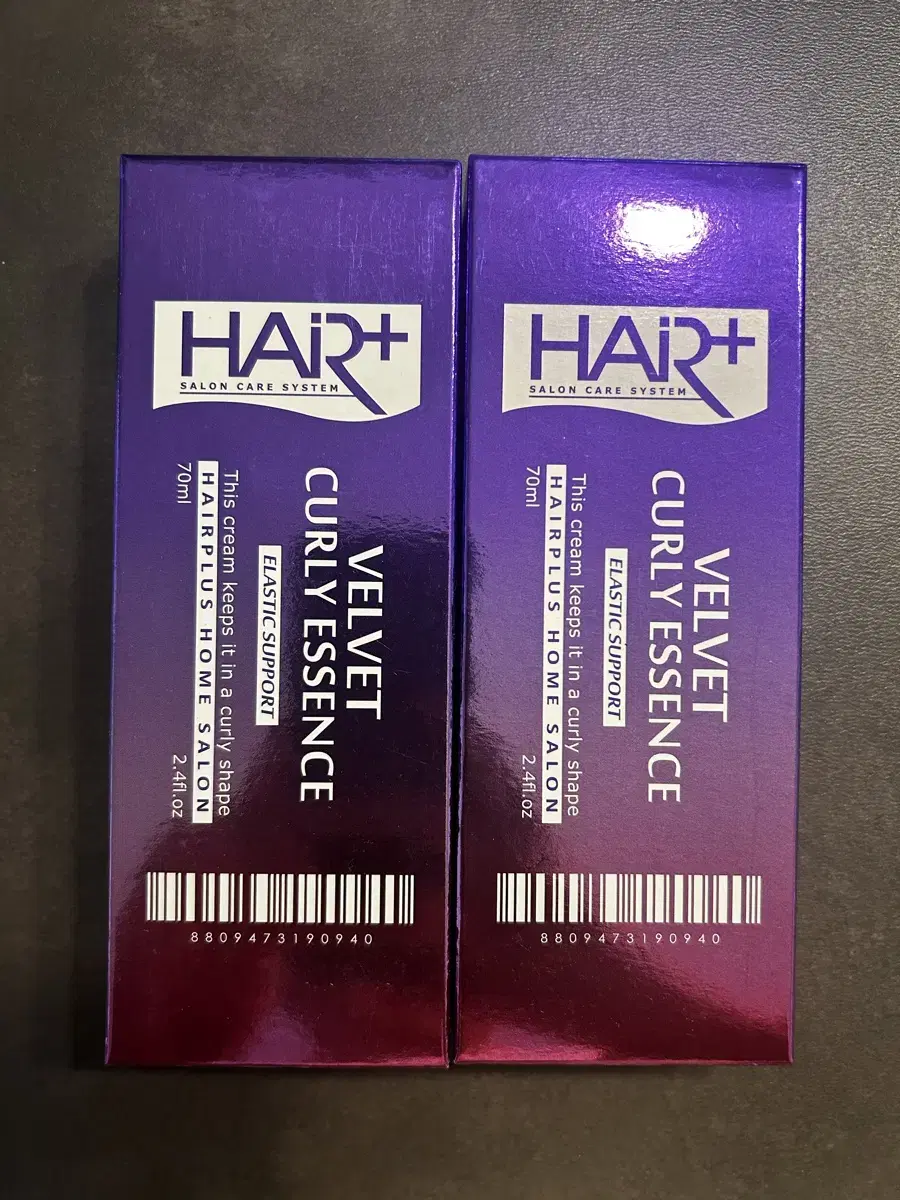 HAiR+
SALON CARE SYSTEM
VELVET
CURLY ESSENCE
ELASTIC SUPPORT
This cream keeps it in a curly shape
HAIRPLUS HOME SALON
70ml 2.4fl.oz
8809473190940
HAiR+
SALON CARE SYSTEM
VELVET
CURLY ESSENCE
ELASTIC SUPPORT
This cream keeps it in a curly shape
HAIRPLUS HOME SALON
70ml 2.4fl.oz
8809473190940